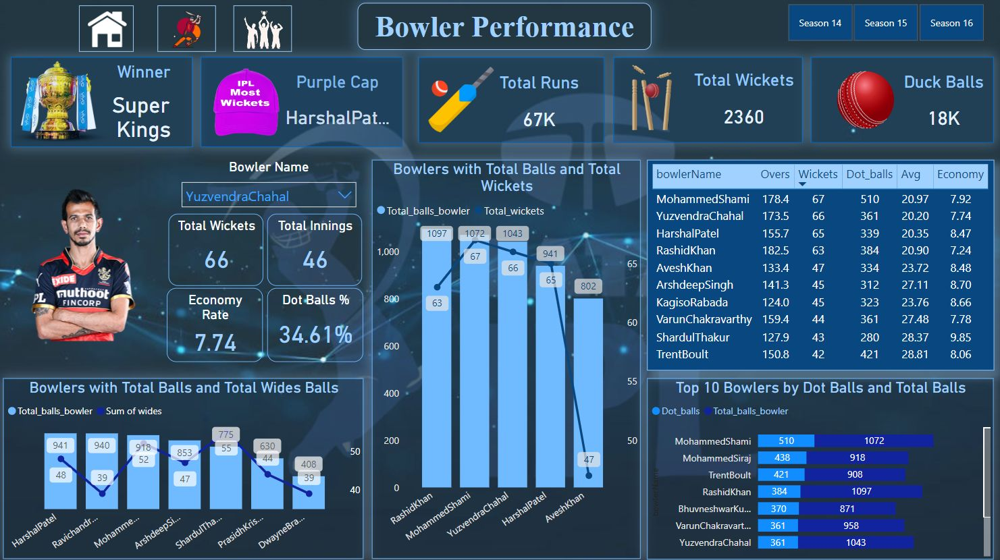 Bowler Performance
Season 14
Season 15
Season 16
Winner
Super
Kings
IPL
Most
Wickets
Purple Cap
HarshalPat...
Total Runs
67K
Total Wickets
2360
Duck Balls
18K
Bowler Name
YuzvendraChahal
Total Wickets
66
Total Innings
46
Economy
Rate
7.74
Dot Balls %
34.61%
EXIDE
muthoot
FINCORP
Bowlers with Total Balls and Total
Wickets
Total_balls_bowler Total_wickets
1097 1072 1043
1,000
941
67
66
65
65
802
800
63
60
600
55
400
200
50
47
0
RashidKhan
MohammedShami
YuzvendraChahal
HarshalPatel
AveshKhan
bowlerName Overs Wickets Dot_balls Avg Economy
MohammedShami 178.4 67 510 20.97 7.92
YuzvendraChahal 173.5 66 361 20.20 7.74
HarshalPatel 155.7 65 339 20.35 8.47
RashidKhan 182.5 63 384 20.90 7.24
AveshKhan 133.4 47 334 23.72 8.48
ArshdeepSingh 141.3 45 312 27.11 8.70
KagisoRabada 124.0 45 323 23.76 8.66
VarunChakravarthy 159.4 44 361 27.48 7.78
ShardulThakur 127.9 43 280 28.37 9.85
TrentBoult 150.8 42 421 28.81 8.06
Bowlers with Total Balls and Total Wides Balls
Total_balls_bowler Sum of wides
941 940 918 853 775 630 408
48 39 52 47 55 44 39
50
40
HarshalPatel
Ravichandr...
Mohamme...
ArshdeepSi...
ShardulTha...
PrasidhKris...
DwayneBra...
Top 10 Bowlers by Dot Balls and Total Balls
Dot_balls Total_balls_bowler
bowlerName
MohammedShami 510 1072
MohammedSiraj 438 918
TrentBoult 421 908
RashidKhan 384 1097
BhuvneshwarKu... 370 871
VarunChakravart... 361 958
YuzvendraChahal 361 1043